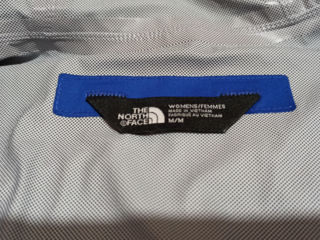 THE
NORTH
FACE
WOMENS/FEMMES
MADE IN VIETNAM
FABRIQUÉ AU VIETNAM
M/M